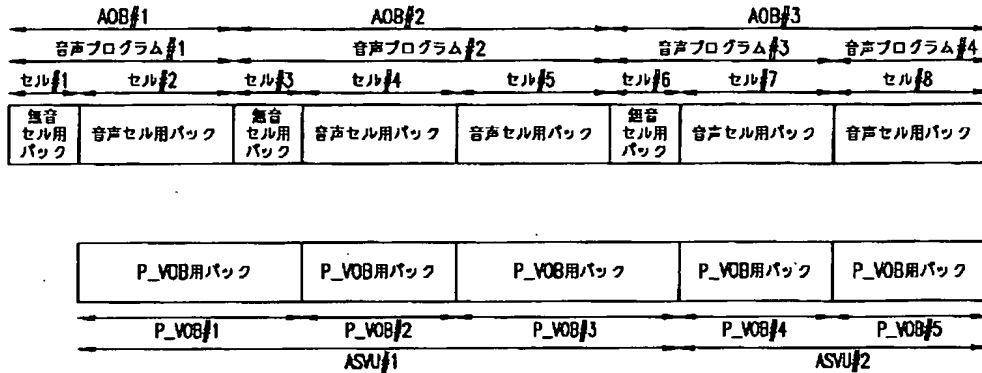 AOB#1 AOB#2 AOB#3
音声プログラム#1 音声プログラム#2 音声プログラム#3 音声プログラム#4
セル#1 セル#2 セル#3 セル#4 セル#5 セル#6 セル#7 セル#8
無音 無音 無音
セル用 音声セル用パック セル用 音声セル用パック 音声セル用パック セル用 音声セル用パック 音声セル用パック
パック パック パック
P_VOB用パック P_VOB用パック P_VOB用パック P_VOB用パック P_VOB用パック
P_VOB#1 P_VOB#2 P_VOB#3 P_VOB#4 P_VOB#5
ASVU#1 ASVU#2